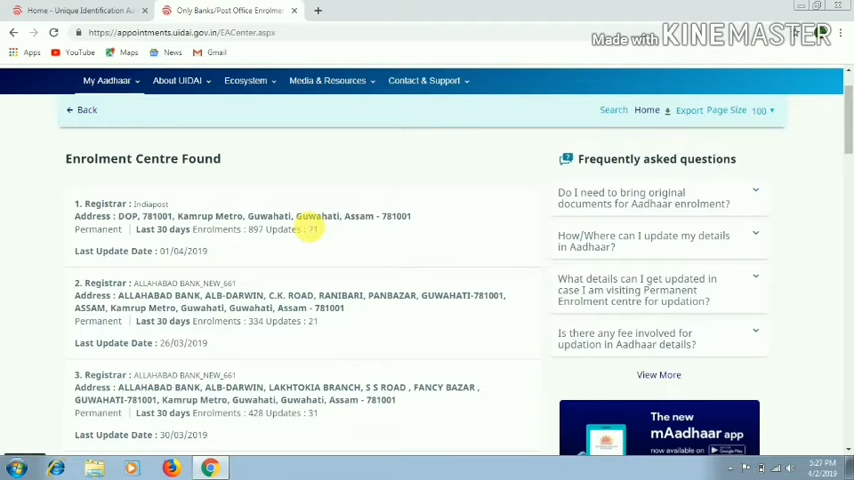 Home - Unique Identification Au
Only Banks/Post Office Enrolme
https://appointments.uidai.gov.in/EACenter.aspx
Made with KINEMASTER
Apps YouTube Maps News Gmail
My Aadhaar About UIDAI Ecosystem Media & Resources Contact & Support
Back
Search Home Export Page Size 100
Enrolment Centre Found
1. Registrar : Indiapost
Address : DOP, 781001, Kamrup Metro, Guwahati, Guwahati, Assam - 781001
Permanent Last 30 days Enrolments : 897 Updates : 71
Last Update Date : 01/04/2019
2. Registrar : ALLAHABAD BANK_NEW_661
Address : ALLAHABAD BANK, ALB-DARWIN, C.K. ROAD, RANIBARI, PANBAZAR, GUWAHATI-781001,
ASSAM, Kamrup Metro, Guwahati, Guwahati, Assam - 781001
Permanent Last 30 days Enrolments : 334 Updates : 21
Last Update Date : 26/03/2019
3. Registrar : ALLAHABAD BANK_NEW_661
Address : ALLAHABAD BANK, ALB-DARWIN, LAKHTOKIA BRANCH, S S ROAD , FANCY BAZAR ,
GUWAHATI-781001, Kamrup Metro, Guwahati, Guwahati, Assam - 781001
Permanent Last 30 days Enrolments : 428 Updates : 31
Last Update Date : 30/03/2019
Frequently asked questions
Do I need to bring original
documents for Aadhaar enrolment?
How/Where can I update my details
in Aadhaar?
What details can I get updated in
case I am visiting Permanent
Enrolment centre for updation?
Is there any fee involved for
updation in Aadhaar details?
View More
The new
mAadhaar app
now available on Google Play
5:27 PM
4/2/2019